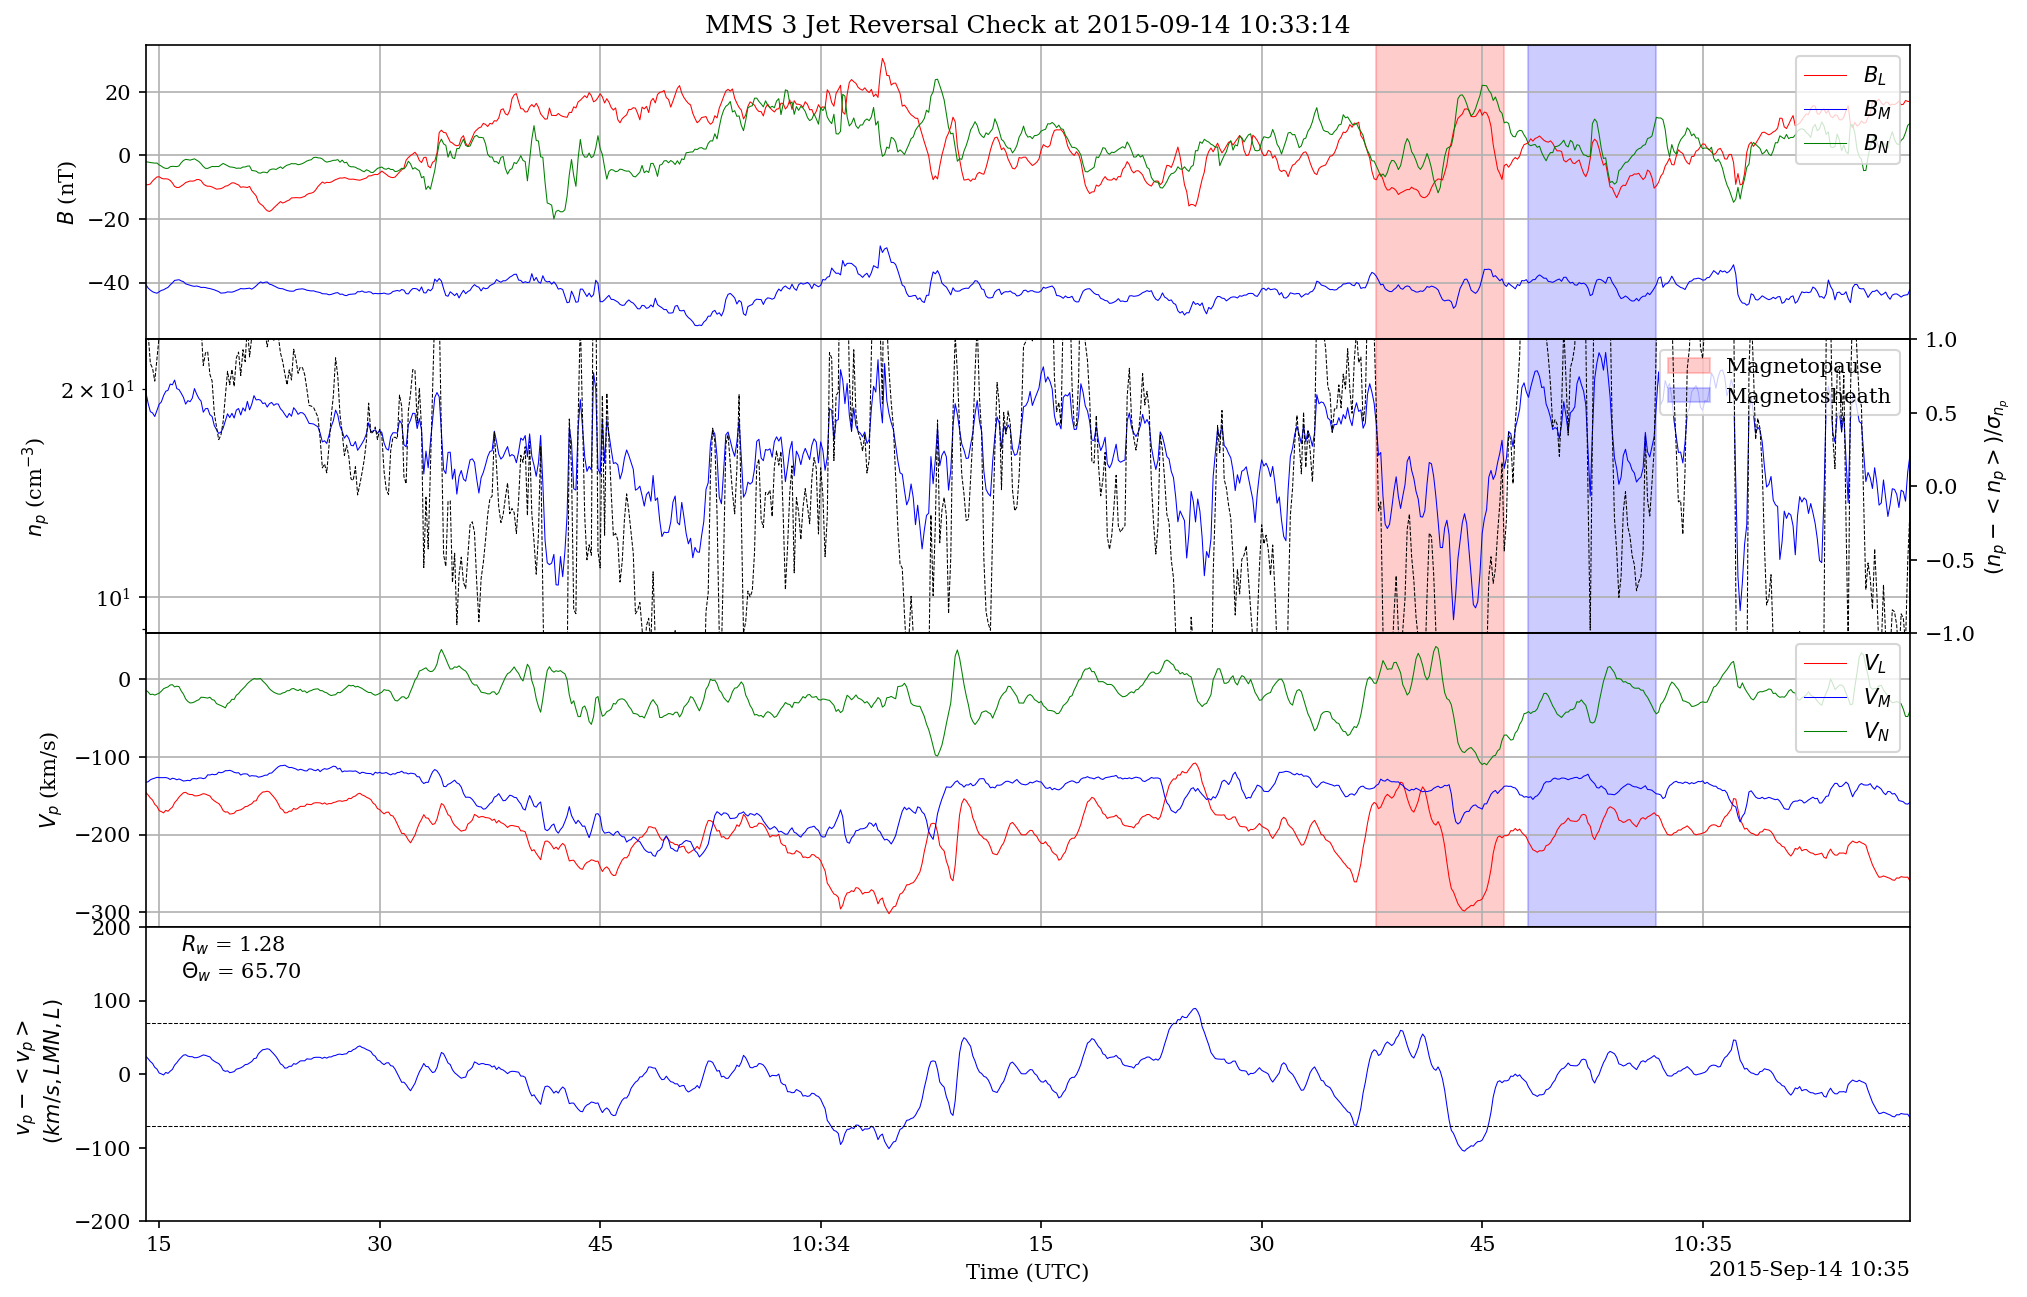 MMS 3 Jet Reversal Check at 2015-09-14 10:33:14
20
0
−20
−40
B (nT)
B_L
B_M
B_N
2 × 10^1
10^1
n_p (cm^−3)
1.0
0.5
0.0
−0.5
−1.0
(n_p − < n_p >)/σ_{n_p}
Magnetopause
Magnetosheath
0
−100
−200
−300
V_p (km/s)
V_L
V_M
V_N
200
100
0
−100
−200
v_p − < v_p >
(km/s, LMN, L)
R_w = 1.28
Θ_w = 65.70
15
30
45
10:34
15
30
45
10:35
Time (UTC)
2015-Sep-14 10:35